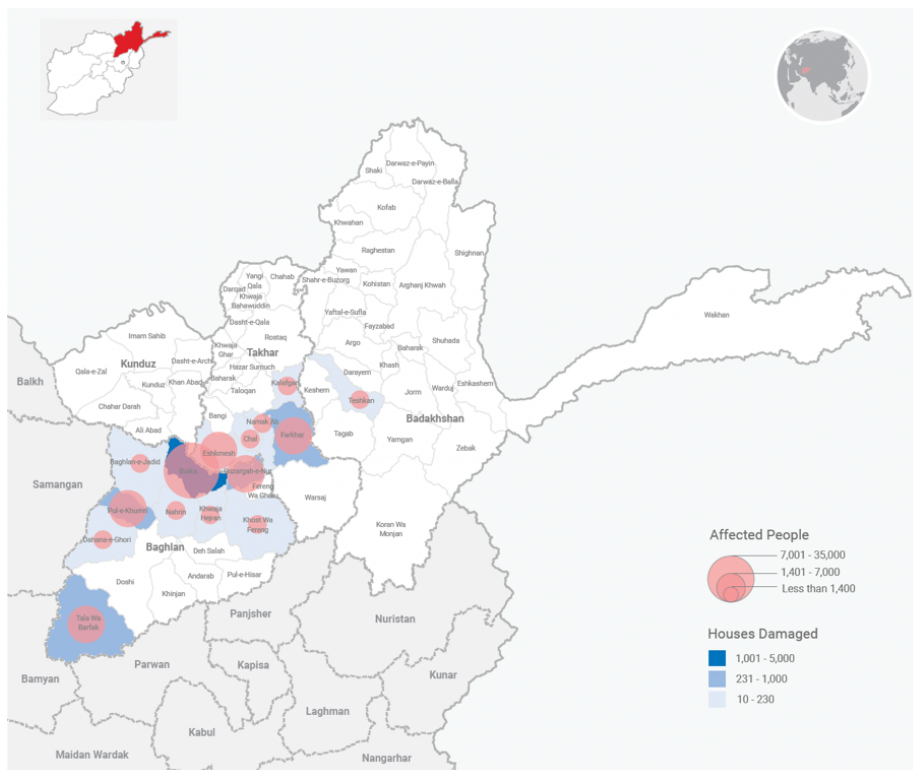 Shaki
Darwaz-e-Payin
Darwaz-e-Balla
Kofab
Khwahan
Raghestan
Shighnan
Yangi
Qala
Chahab
Yawan
Shahr-e-Buzorg
Kohistan
Arghanj Khwah
Darqad
Khwaja
Bahawuddin
Wakhan
Dasht-e-Qala
Yaftal-e-Sufla
Fayzabad
Imam Sahib
Rostaq
Khwaja
Ghar
Argo
Shuhada
Takhar
Baharak
Kunduz
Dasht-e-Arch
Hazar Sumuch
Khash
Qala-e-Zal
Darayem
Balkh
Kunduz
Khan Abad
Baharak
Kalafgan
Eshkashem
Taloqan
Keshem
Jorm
Warduj
Teshkan
Chahar Darah
Bangi
Namak Ab
Badakhshan
Ali Abad
Farkhar
Tagab
Chal
Yamgan
Zebak
Eshkmesh
Baghlan-e-Jadid
Burka
Guzargah-e-Nur
Samangan
Fereng
Wa Gharu
Warsaj
Pul-e-Khumri
Nahrin
Khwaja
Hejran
Khost Wa
Fereng
Koran Wa
Monjan
Dahana-e-Ghori
Baghlan
Deh Salah
Doshi
Andarab
Pul-e-Hisar
Khinjan
Panjsher
Nuristan
Tala Wa
Barfak
Parwan
Kapisa
Bamyan
Kunar
Laghman
Kabul
Maidan Wardak
Nangarhar
Affected People
7,001 - 35,000
1,401 - 7,000
Less than 1,400
Houses Damaged
1,001 - 5,000
231 - 1,000
10 - 230